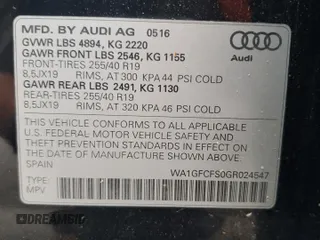 MFD. BY AUDI AG 0516
GVWR LBS 4894, KG 2220
GAWR FRONT LBS 2546, KG 1155
FRONT-TIRES 255/40 R19
8,5JX19 RIMS, AT 300 KPA 44 PSI COLD
GAWR REAR LBS 2491, KG 1130
REAR-TIRES 255/40 R19
8,5JX19 RIMS, AT 320 KPA 46 PSI COLD
Audi
THIS VEHICLE CONFORMS TO ALL APPLICABLE
U.S. FEDERAL MOTOR VEHICLE SAFETY AND
THEFT PREVENTION STANDARDS IN EFFECT
ON THE DATE OF MANUFACTURE SHOWN ABOVE.
SPAIN
WA1GFCFS0GR024547
TYPE:
MPV